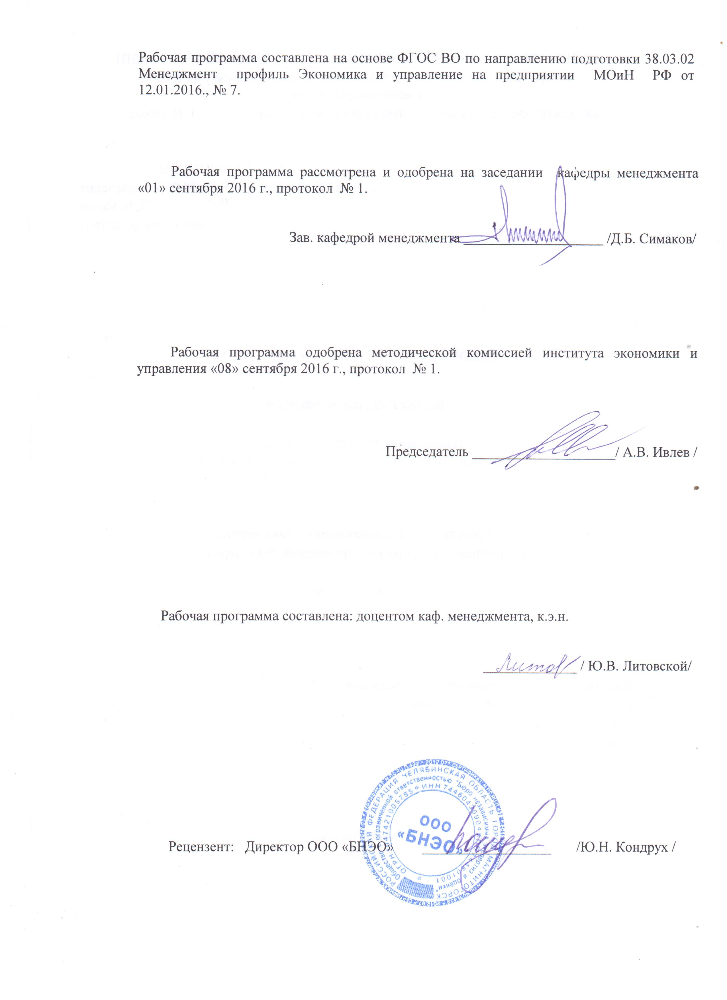 Рабочая программа составлена на основе ФГОС ВО по направлению подготовки 38.03.02
Менеджмент профиль Экономика и управление на предприятии МОиН РФ от
12.01.2016., № 7.
Рабочая программа рассмотрена и одобрена на заседании кафедры менеджмента
«01» сентября 2016 г., протокол № 1.
Зав. кафедрой менеджмента /Д.Б. Симаков/
Рабочая программа одобрена методической комиссией института экономики и
управления «08» сентября 2016 г., протокол № 1.
Председатель / А.В. Ивлев /
Рабочая программа составлена: доцентом каф. менеджмента, к.э.н.
/ Ю.В. Литовской/
РОССИЙСКАЯ ФЕДЕРАЦИЯ ЧЕЛЯБИНСКАЯ ОБЛАСТЬ ГОРОД МАГНИТОГОРСК
Общество с ограниченной ответственностью "Бюро независимых экспертиз и оценки"
ИНН 7446043090
ООО
«БНЭО»
Рецензент: Директор ООО «БНЭО» /Ю.Н. Кондрух /